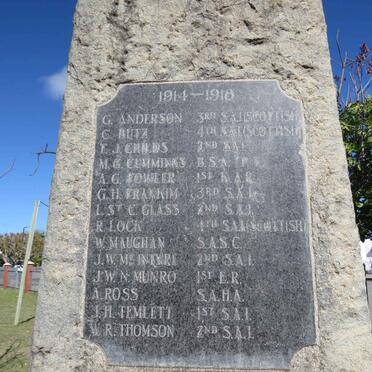 1914-1918
G. ANDERSON 3RD S.A.I.(SCOTTISH)
C. BUTZ 4TH S.A.I.(SCOTTISH)
E.J. CHILDS 2ND S.A.I.
M.G. CUMMINGS B.S.A.
A.G. FOWLER 1ST K.A.R.
G.H. FRANKIM 3RD S.A.I.
L. ST C. GLASS 2ND S.A.I.
R. LOCK 4TH S.A.I.(SCOTTISH)
W. MAUGHAN S.A.S.C.
J.W. McINTYRE 2ND S.A.I.
J.W.N. MUNRO 1ST E.R.
A. ROSS S.A.H.A.
J.H. TEMLETT 1ST S.A.I.
W.R. THOMSON 2ND S.A.I.